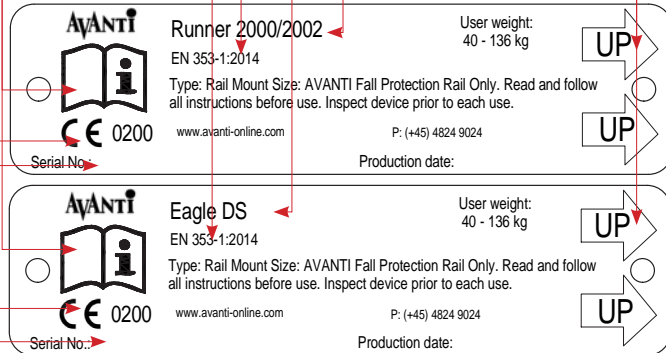 AVANTI
Runner 2000/2002
User weight:
40 - 136 kg
UP
EN 353-1:2014
Type: Rail Mount Size: AVANTI Fall Protection Rail Only. Read and follow
all instructions before use. Inspect device prior to each use.
CE 0200
www.avanti-online.com
P: (+45) 4824 9024
UP
Serial No.:
Production date:
AVANTI
Eagle DS
User weight:
40 - 136 kg
UP
EN 353-1:2014
Type: Rail Mount Size: AVANTI Fall Protection Rail Only. Read and follow
all instructions before use. Inspect device prior to each use.
CE 0200
www.avanti-online.com
P: (+45) 4824 9024
UP
Serial No.:
Production date: